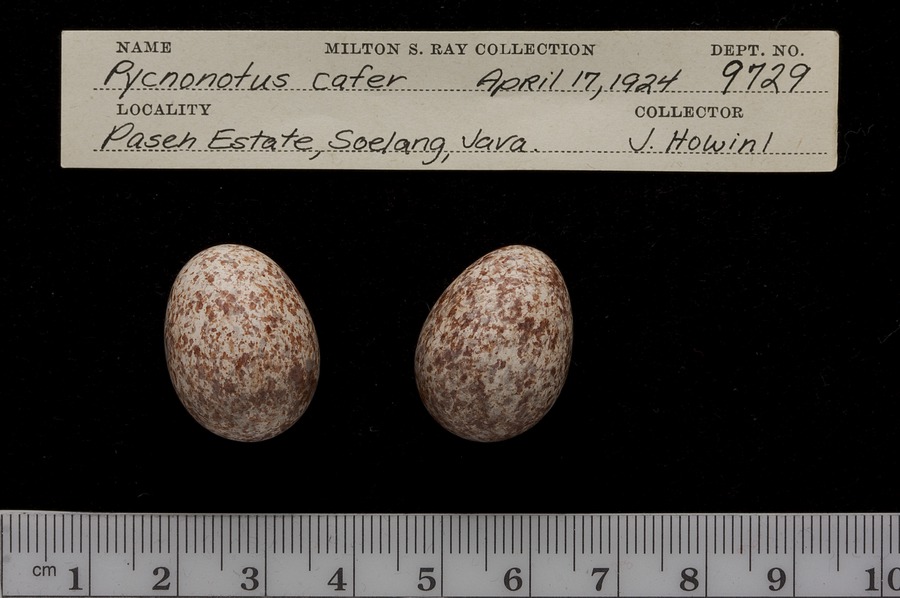 NAME MILTON S. RAY COLLECTION DEPT. NO.
Pycnonotus cafer April 17, 1924 9729
LOCALITY COLLECTOR
Paseh Estate, Soelang, Java. J. Howinl
cm 1 2 3 4 5 6 7 8 9 10